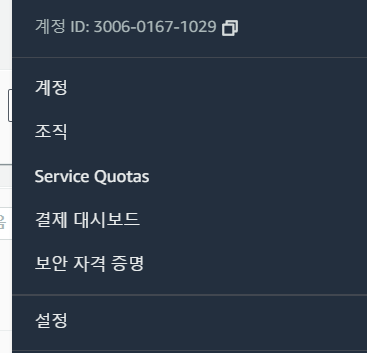 계정 ID: 3006-0167-1029
계정
조직
Service Quotas
결제 대시보드
보안 자격 증명
설정